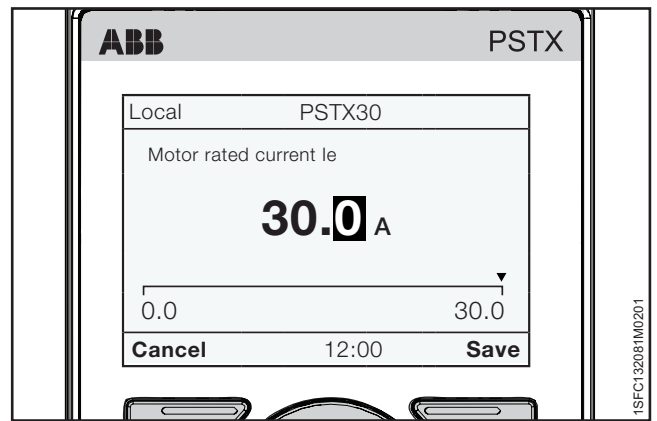 ABB PSTX
Local PSTX30
Motor rated current Ie
30.0 A
0.0 30.0
Cancel 12:00 Save
1SFC132081M0201